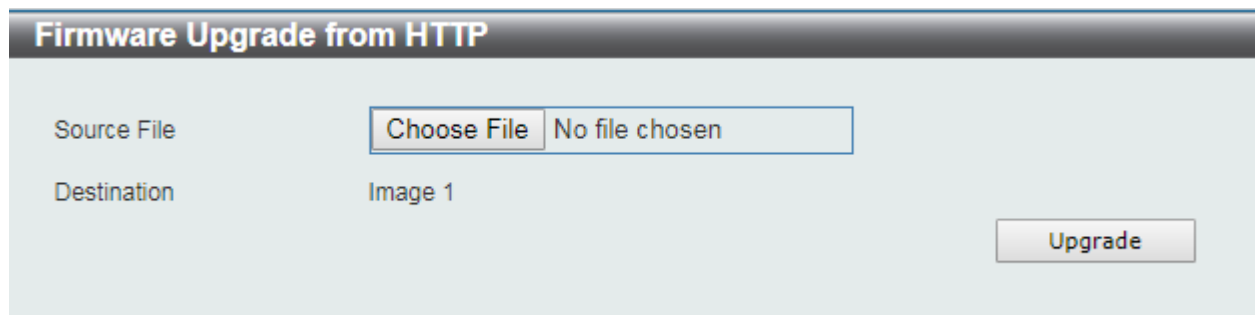 Firmware Upgrade from HTTP
Source File Choose File No file chosen
Destination Image 1
Upgrade